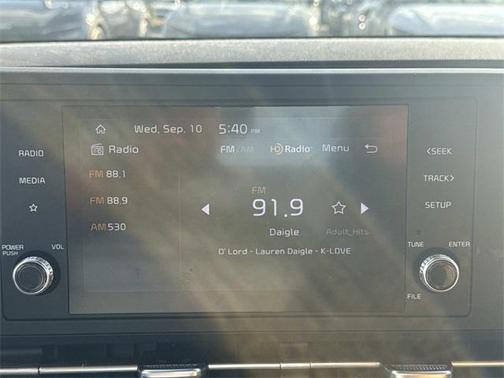 Wed, Sep. 10 5:40 PM
Radio FM/AM HD Radio Menu
RADIO
MEDIA
FM 88.1
FM 88.9
AM 530
FM
91.9
Daigle Adult_Hits
O' Lord - Lauren Daigle - K-LOVE
<SEEK
TRACK>
SETUP
POWER PUSH VOL
TUNE ENTER
FILE